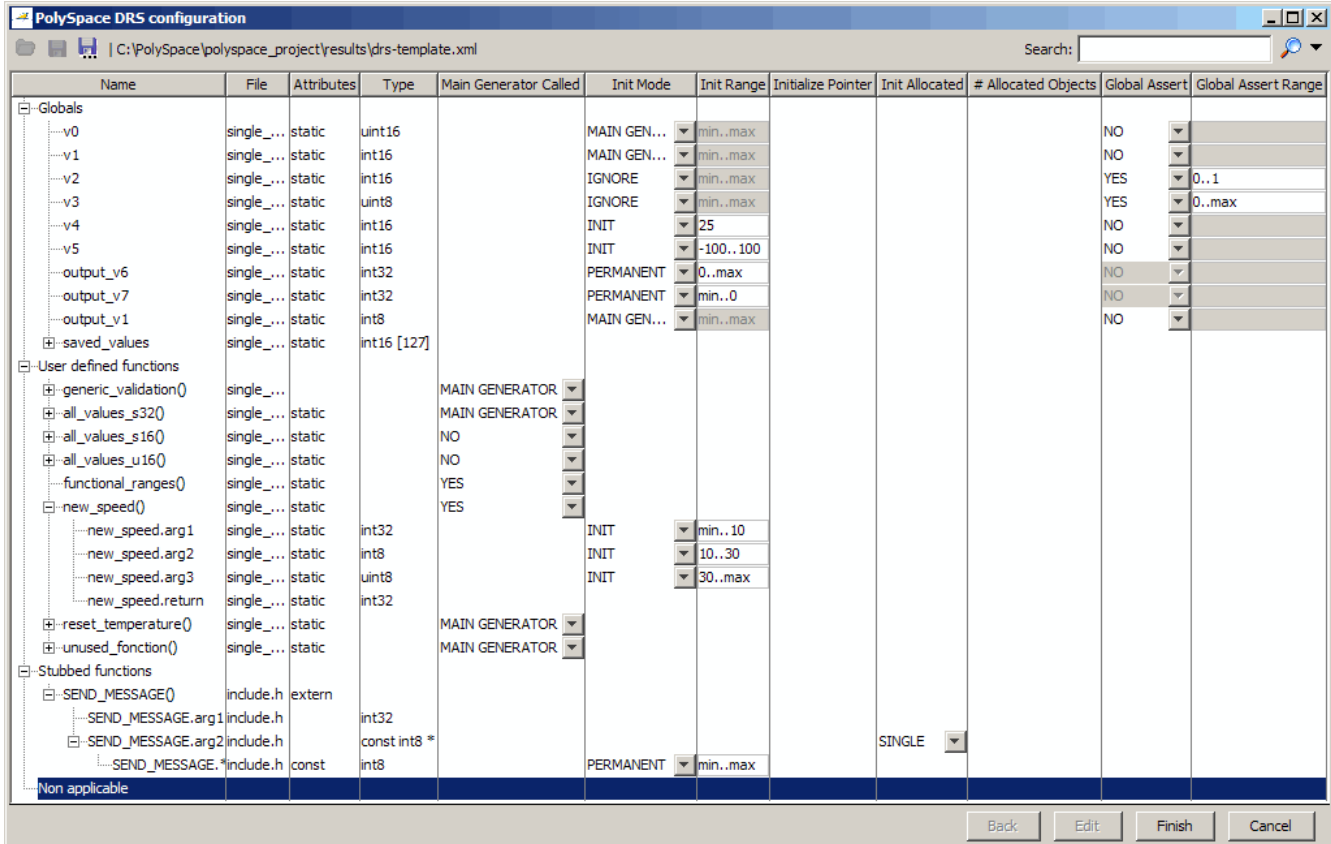 PolySpace DRS configuration
C:\PolySpace\polyspace_project\results\drs-template.xml Search:
Name File Attributes Type Main Generator Called Init Mode Init Range Initialize Pointer Init Allocated # Allocated Objects Global Assert Global Assert Range
Globals
v0 single_... static uint16 MAIN GEN... min..max NO
v1 single_... static int16 MAIN GEN... min..max NO
v2 single_... static int16 IGNORE min..max YES 0..1
v3 single_... static uint8 IGNORE min..max YES 0..max
v4 single_... static int16 INIT 25 NO
v5 single_... static int16 INIT -100..100 NO
output_v6 single_... static int32 PERMANENT 0..max NO
output_v7 single_... static int32 PERMANENT min..0 NO
output_v1 single_... static int8 MAIN GEN... min..max NO
saved_values single_... static int16 [127]
User defined functions
generic_validation() single_... MAIN GENERATOR
all_values_s32() single_... static MAIN GENERATOR
all_values_s16() single_... static NO
all_values_u16() single_... static NO
functional_ranges() single_... static YES
new_speed() single_... static YES
new_speed.arg1 single_... static int32 INIT min..10
new_speed.arg2 single_... static int8 INIT 10..30
new_speed.arg3 single_... static uint8 INIT 30..max
new_speed.return single_... static int32
reset_temperature() single_... static MAIN GENERATOR
unused_fonction() single_... static MAIN GENERATOR
Stubbed functions
SEND_MESSAGE() include.h extern
SEND_MESSAGE.arg1 include.h int32
SEND_MESSAGE.arg2 include.h const int8 * SINGLE
SEND_MESSAGE.* include.h const int8 PERMANENT min..max
Non applicable
Back Edit Finish Cancel